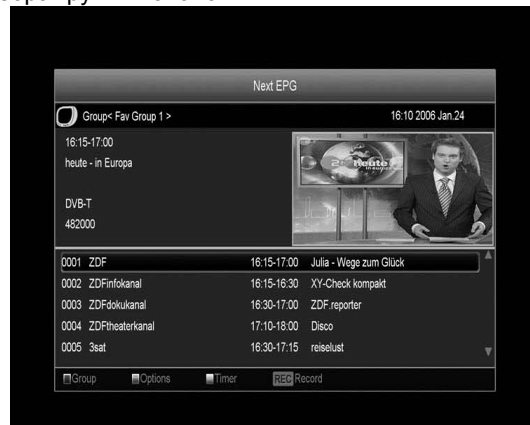 Next EPG
Group< Fav Group 1 > 16:10 2006 Jan.24
16:15-17:00
heute - in Europa
DVB-T
482000
heute
0001 ZDF 16:15-17:00 Julia - Wege zum Glück
0002 ZDFinfokanal 16:15-16:30 XY-Check kompakt
0003 ZDFdokukanal 16:30-17:00 ZDF.reporter
0004 ZDFtheaterkanal 17:10-18:00 Disco
0005 3sat 16:30-17:15 reiselust
Group Options Timer REC Record